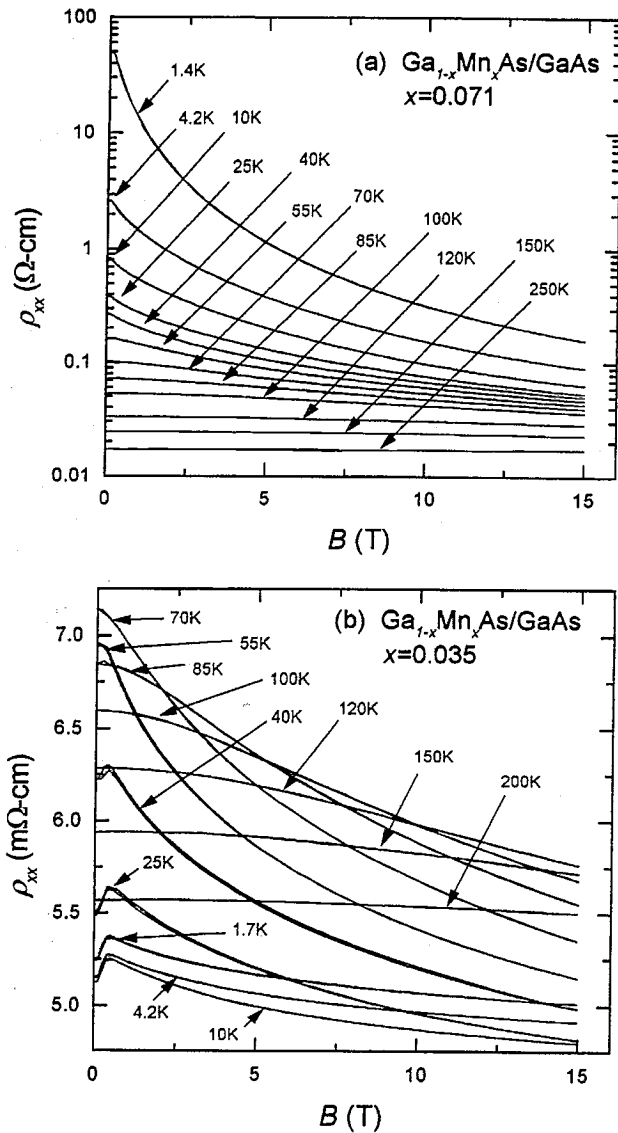 100
10
1
0.1
0.01
ρxx (Ω-cm)
(a) Ga1-xMnxAs/GaAs
x=0.071
1.4K
4.2K
10K
25K
40K
55K
70K
85K
100K
120K
150K
250K
0 5 10 15
B (T)
7.0
6.5
6.0
5.5
5.0
ρxx (mΩ-cm)
(b) Ga1-xMnxAs/GaAs
x=0.035
70K
55K
85K
100K
40K
120K
150K
200K
25K
1.7K
4.2K
10K
0 5 10 15
B (T)